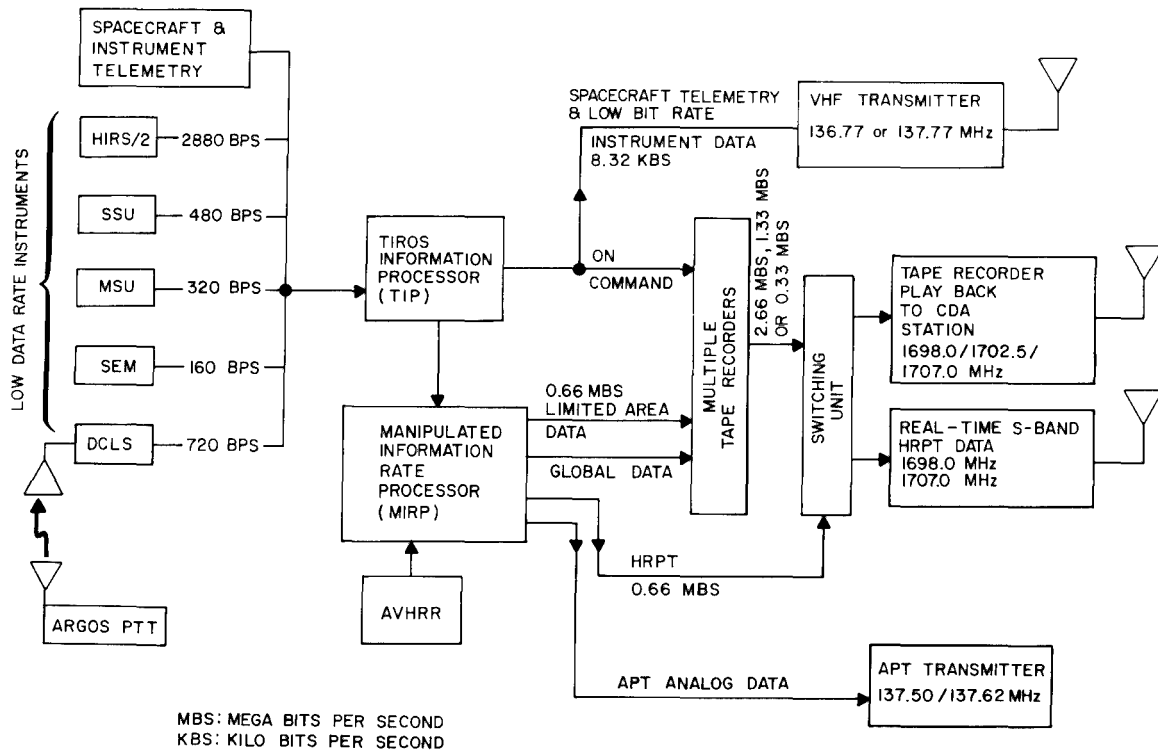 SPACECRAFT &
INSTRUMENT
TELEMETRY
LOW DATA RATE INSTRUMENTS
HIRS/2
2880 BPS
SSU
480 BPS
MSU
320 BPS
SEM
160 BPS
DCLS
720 BPS
ARGOS PTT
TIROS
INFORMATION
PROCESSOR
(TIP)
MANIPULATED
INFORMATION
RATE
PROCESSOR
(MIRP)
AVHRR
SPACECRAFT TELEMETRY
& LOW BIT RATE
INSTRUMENT DATA
8.32 KBS
ON
COMMAND
0.66 MBS
LIMITED AREA
DATA
GLOBAL DATA
HRPT
0.66 MBS
APT ANALOG DATA
MULTIPLE
TAPE RECORDERS
2.66 MBS, 1.33 MBS
OR 0.33 MBS
SWITCHING
UNIT
VHF TRANSMITTER
136.77 or 137.77 MHz
TAPE RECORDER
PLAY BACK
TO CDA
STATION
1698.0/1702.5/
1707.0 MHz
REAL-TIME S-BAND
HRPT DATA
1698.0 MHz
1707.0 MHz
APT TRANSMITTER
137.50/137.62 MHz
MBS: MEGA BITS PER SECOND
KBS: KILO BITS PER SECOND